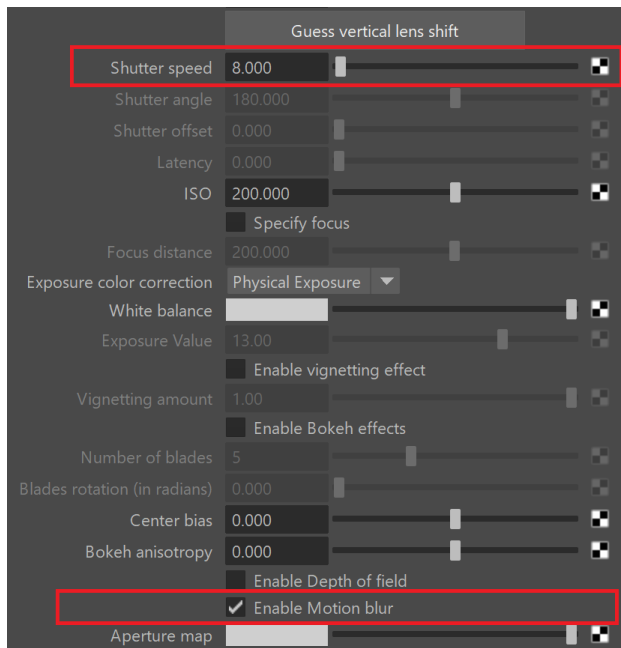 Guess vertical lens shift
Shutter speed 8.000
Shutter angle 180.000
Shutter offset 0.000
Latency 0.000
ISO 200.000
Specify focus
Focus distance 200.000
Exposure color correction Physical Exposure
White balance
Exposure Value 13.00
Enable vignetting effect
Vignetting amount 1.00
Enable Bokeh effects
Number of blades 5
Blades rotation (in radians) 0.000
Center bias 0.000
Bokeh anisotropy 0.000
Enable Depth of field
Enable Motion blur
Aperture map